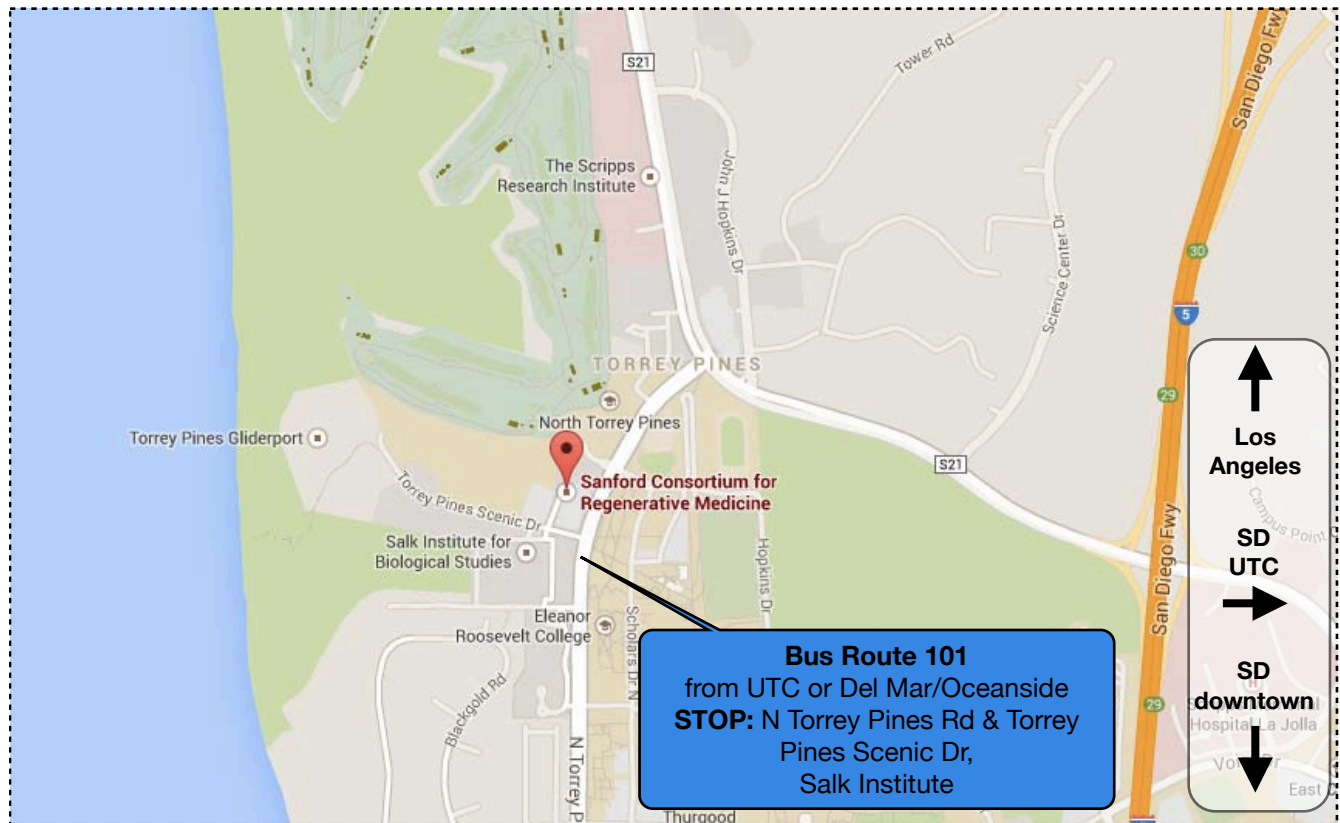 S21
Tower Rd
San Diego Fwy
The Scripps
Research Institute
John J Hopkins Dr
Science Center Dr
30
5
TORREY PINES
29
North Torrey Pines
Torrey Pines Gliderport
Sanford Consortium for
Regenerative Medicine
Torrey Pines Scenic Dr
S21
Los
Angeles
Campus Point
Salk Institute for
Biological Studies
Hopkins Dr
San Diego Fwy
SD
UTC
Eleanor
Roosevelt College
Scholars Dr N
Blackgold Rd
N Torrey P
Bus Route 101
from UTC or Del Mar/Oceanside
STOP: N Torrey Pines Rd & Torrey
Pines Scenic Dr,
Salk Institute
SD
downtown
29
H
Hospital La Jolla
East
Thurgood